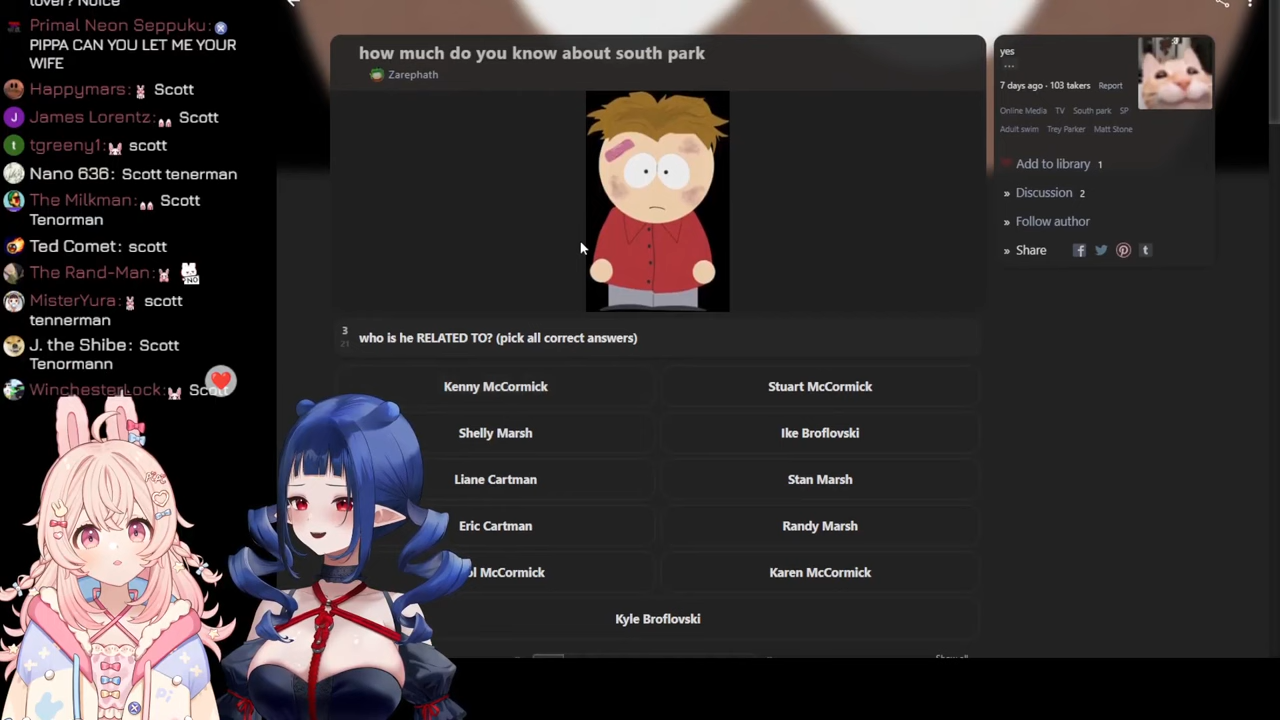 lover? Noice
Primal Neon Seppuku:
PIPPA CAN YOU LET ME YOUR
WIFE
Happymars: Scott
James Lorentz: Scott
tgreeny1: scott
Nano 636: Scott tenerman
The Milkman: Scott
Tenorman
Ted Comet: scott
The Rand-Man: NO
MisterYura: scott
tennerman
J. the Shibe: Scott
Tenormann
WinchesterLock: Scott
how much do you know about south park
Zarephath
3
21
who is he RELATED TO? (pick all correct answers)
Kenny McCormick
Stuart McCormick
Shelly Marsh
Ike Broflovski
Liane Cartman
Stan Marsh
Eric Cartman
Randy Marsh
ol McCormick
Karen McCormick
Kyle Broflovski
yes
...
7 days ago · 103 takers Report
Online Media TV South park SP
Adult swim Trey Parker Matt Stone
Add to library 1
» Discussion 2
» Follow author
» Share